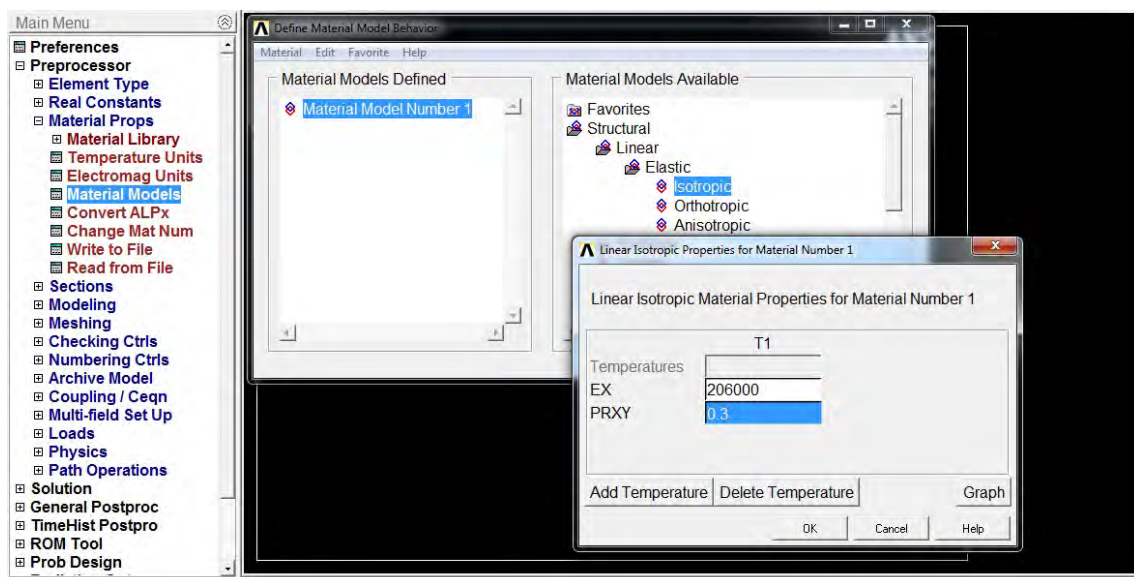 Main Menu
Preferences
Preprocessor
Element Type
Real Constants
Material Props
Material Library
Temperature Units
Electromag Units
Material Models
Convert ALPx
Change Mat Num
Write to File
Read from File
Sections
Modeling
Meshing
Checking Ctrls
Numbering Ctrls
Archive Model
Coupling / Ceqn
Multi-field Set Up
Loads
Physics
Path Operations
Solution
General Postproc
TimeHist Postpro
ROM Tool
Prob Design
Define Material Model Behavior
Material Edit Favorite Help
Material Models Defined
Material Model Number 1
Material Models Available
Favorites
Structural
Linear
Elastic
Isotropic
Orthotropic
Anisotropic
Linear Isotropic Properties for Material Number 1
Linear Isotropic Material Properties for Material Number 1
T1
Temperatures
EX 206000
PRXY 0.3
Add Temperature Delete Temperature Graph
OK Cancel Help